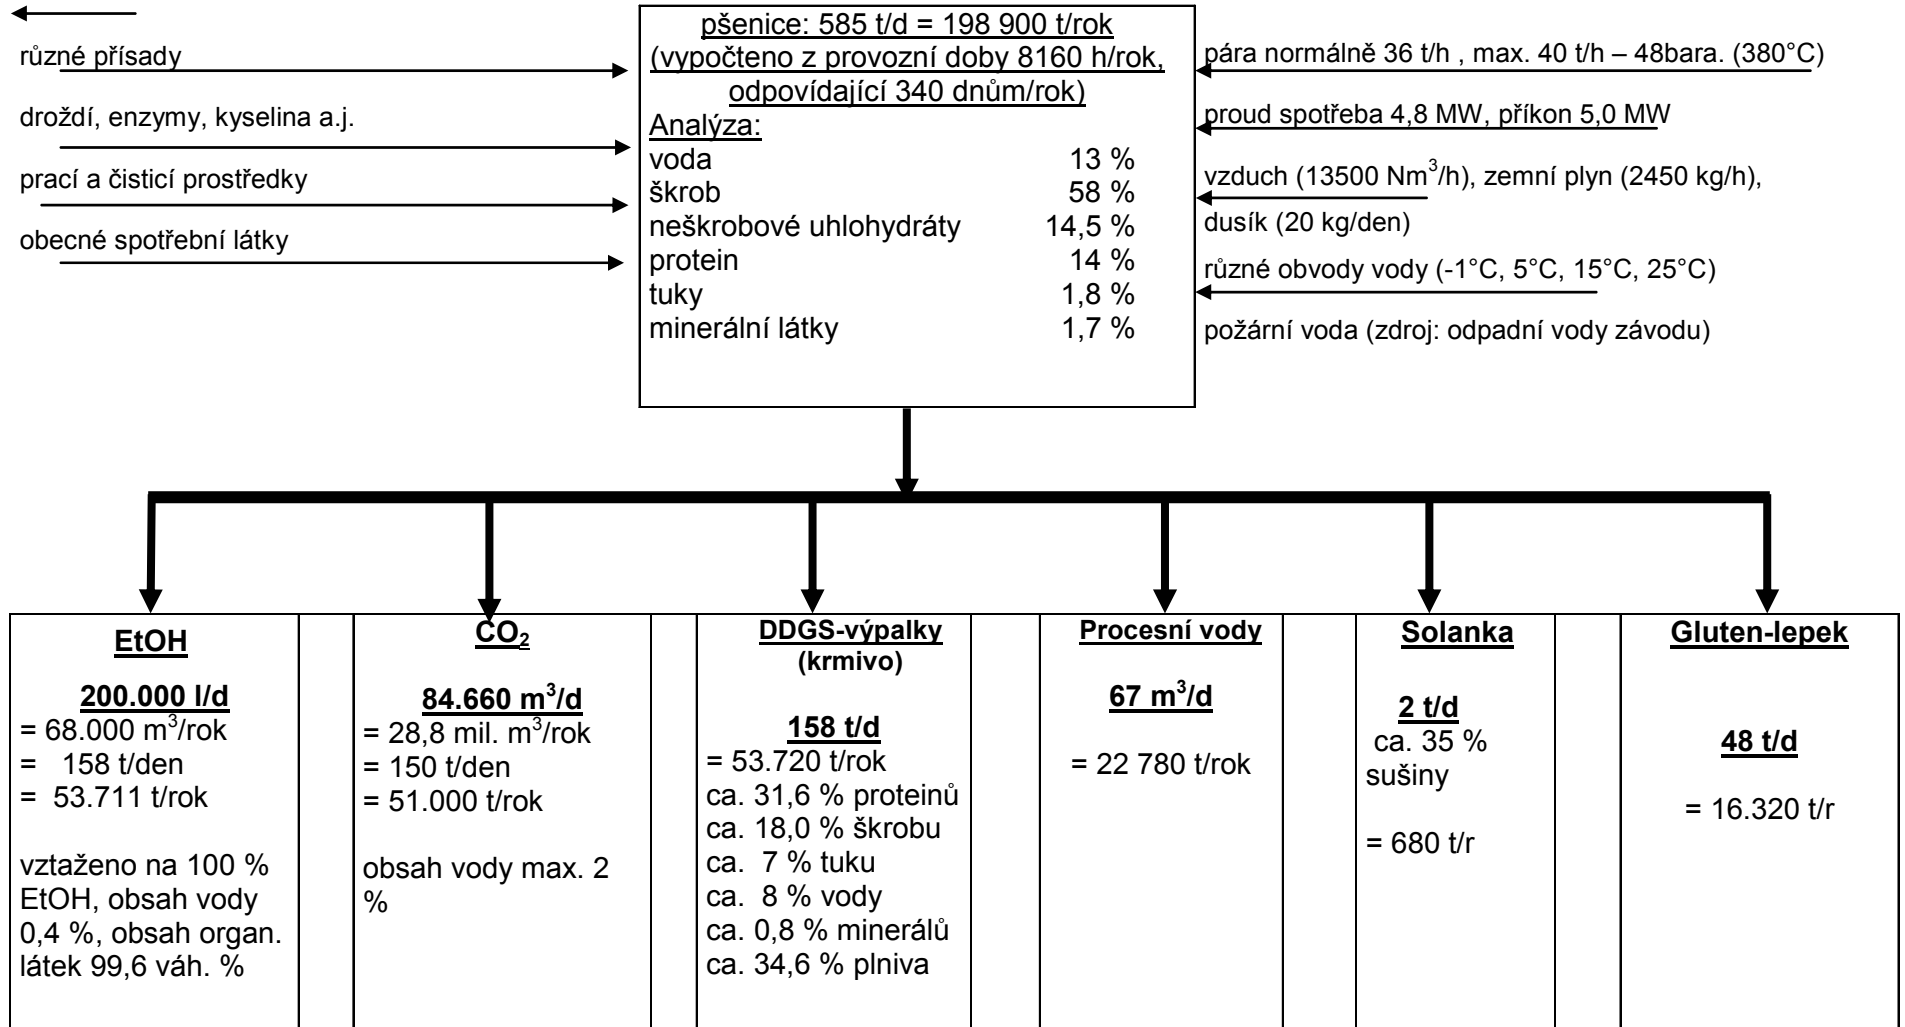 různé přísady
droždí, enzymy, kyselina a.j.
prací a čisticí prostředky
obecné spotřební látky
pšenice: 585 t/d = 198 900 t/rok
(vypočteno z provozní doby 8160 h/rok,
odpovídající 340 dnům/rok)
Analýza:
voda 13 %
škrob 58 %
neškrobové uhlohydráty 14,5 %
protein 14 %
tuky 1,8 %
minerální látky 1,7 %
pára normálně 36 t/h , max. 40 t/h – 48bara. (380°C)
proud spotřeba 4,8 MW, příkon 5,0 MW
vzduch (13500 Nm³/h), zemní plyn (2450 kg/h),
dusík (20 kg/den)
různé obvody vody (-1°C, 5°C, 15°C, 25°C)
požární voda (zdroj: odpadní vody závodu)
EtOH
200.000 l/d
= 68.000 m³/rok
= 158 t/den
= 53.711 t/rok
vztaženo na 100 %
EtOH, obsah vody
0,4 %, obsah organ.
látek 99,6 váh. %
CO₂
84.660 m³/d
= 28,8 mil. m³/rok
= 150 t/den
= 51.000 t/rok
obsah vody max. 2
%
DDGS-výpalky
(krmivo)
158 t/d
= 53.720 t/rok
ca. 31,6 % proteinů
ca. 18,0 % škrobu
ca. 7 % tuku
ca. 8 % vody
ca. 0,8 % minerálů
ca. 34,6 % plniva
Procesní vody
67 m³/d
= 22 780 t/rok
Solanka
2 t/d
ca. 35 %
sušiny
= 680 t/r
Gluten-lepek
48 t/d
= 16.320 t/r